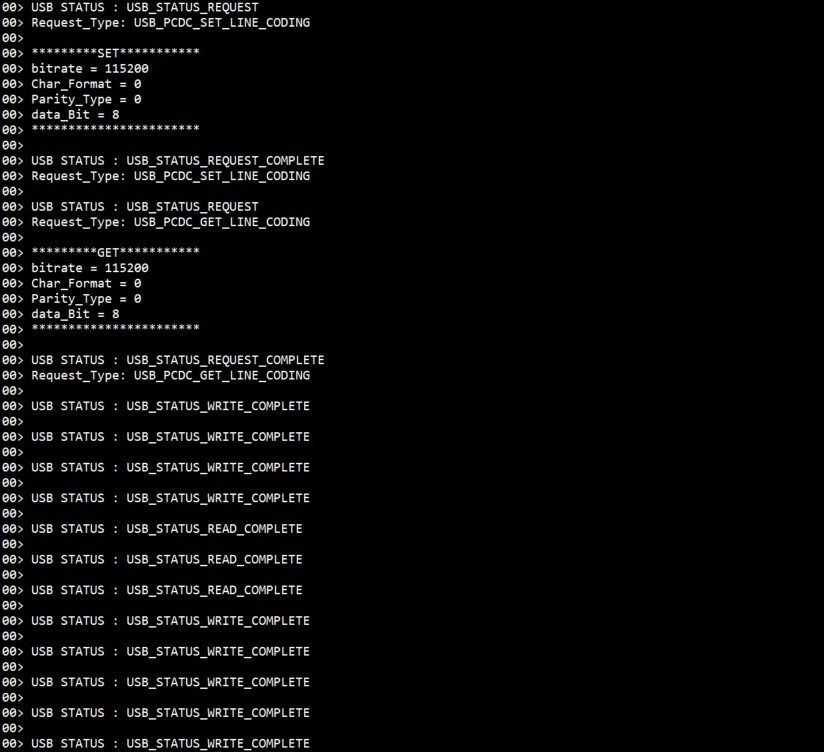 00> USB STATUS : USB_STATUS_REQUEST
00> Request_Type: USB_PCDC_SET_LINE_CODING
00>
00> *********SET***********
00> bitrate = 115200
00> Char_Format = 0
00> Parity_Type = 0
00> data_Bit = 8
00> ***********************
00>
00> USB STATUS : USB_STATUS_REQUEST_COMPLETE
00> Request_Type: USB_PCDC_SET_LINE_CODING
00>
00> USB STATUS : USB_STATUS_REQUEST
00> Request_Type: USB_PCDC_GET_LINE_CODING
00>
00> *********GET***********
00> bitrate = 115200
00> Char_Format = 0
00> Parity_Type = 0
00> data_Bit = 8
00> ***********************
00>
00> USB STATUS : USB_STATUS_REQUEST_COMPLETE
00> Request_Type: USB_PCDC_GET_LINE_CODING
00>
00> USB STATUS : USB_STATUS_WRITE_COMPLETE
00>
00> USB STATUS : USB_STATUS_WRITE_COMPLETE
00>
00> USB STATUS : USB_STATUS_WRITE_COMPLETE
00>
00> USB STATUS : USB_STATUS_WRITE_COMPLETE
00>
00> USB STATUS : USB_STATUS_READ_COMPLETE
00>
00> USB STATUS : USB_STATUS_READ_COMPLETE
00>
00> USB STATUS : USB_STATUS_READ_COMPLETE
00>
00> USB STATUS : USB_STATUS_WRITE_COMPLETE
00>
00> USB STATUS : USB_STATUS_WRITE_COMPLETE
00>
00> USB STATUS : USB_STATUS_WRITE_COMPLETE
00>
00> USB STATUS : USB_STATUS_WRITE_COMPLETE
00>
00> USB STATUS : USB_STATUS_WRITE_COMPLETE